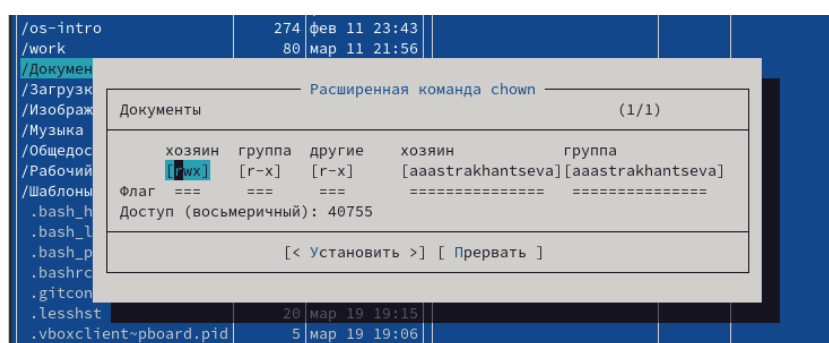 /os-intro 274 фев 11 23:43
/work 80 мар 11 21:56
/Докумен
/Загрузк Расширенная команда chown
/Изображ Документы (1/1)
/Музыка
/Общедос хозяин группа другие хозяин группа
/Рабочий [rwx] [r-x] [r-x] [aaastrakhantseva][aaastrakhantseva]
/Шаблоны Флаг === === === =============== ===============
.bash_h Доступ (восьмеричный): 40755
.bash_l
.bash_p [< Установить >] [ Прервать ]
.bashrc
.gitcon
.lesshst 20 мар 19 19:15
.vboxclient~pboard.pid 5 мар 19 19:06